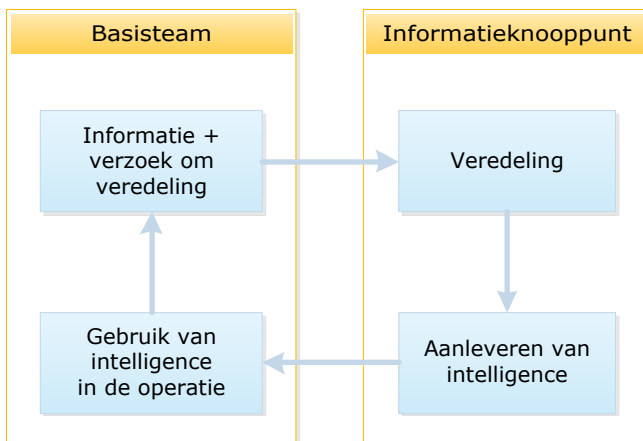 Basisteam
Informatieknooppunt
Informatie +
verzoek om
veredeling
Veredeling
Gebruik van
intelligence
in de operatie
Aanleveren van
intelligence